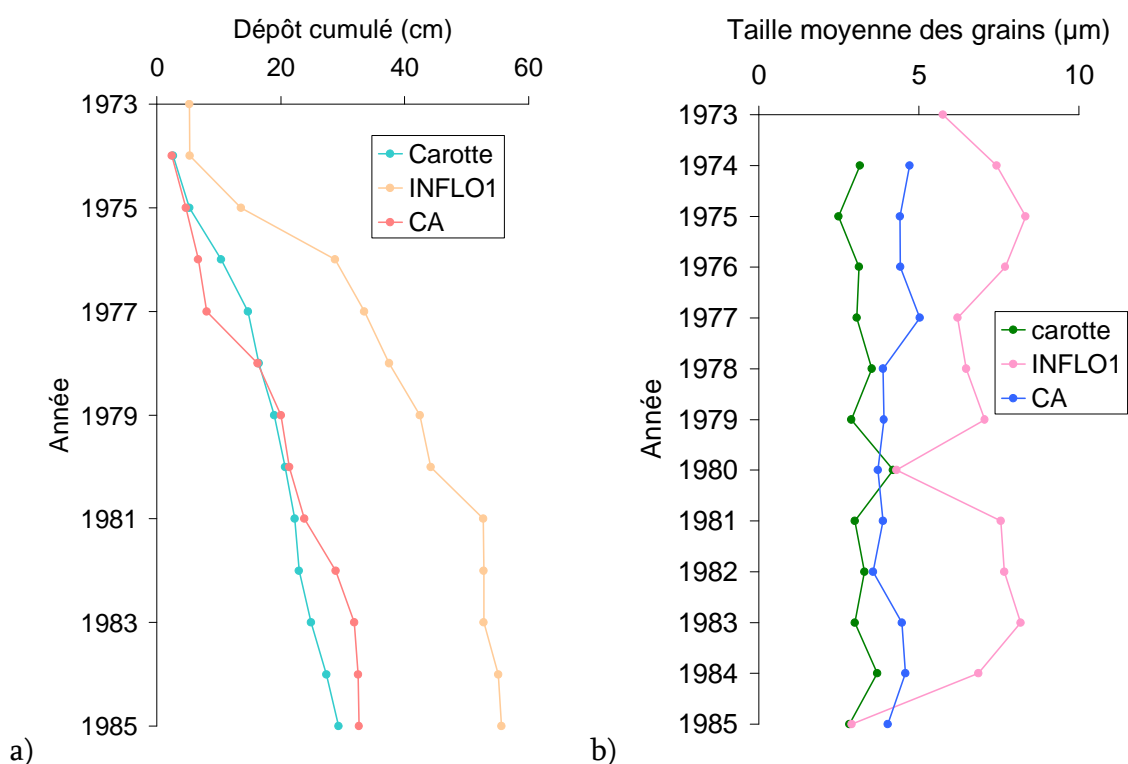 Dépôt cumulé (cm)
0 20 40 60
1973
1975
1977
1979
1981
1983
1985
Année
Carotte
INFLO1
CA
a)
Taille moyenne des grains (µm)
0 5 10
1973
1974
1975
1976
1977
1978
1979
1980
1981
1982
1983
1984
1985
Année
carotte
INFLO1
CA
b)